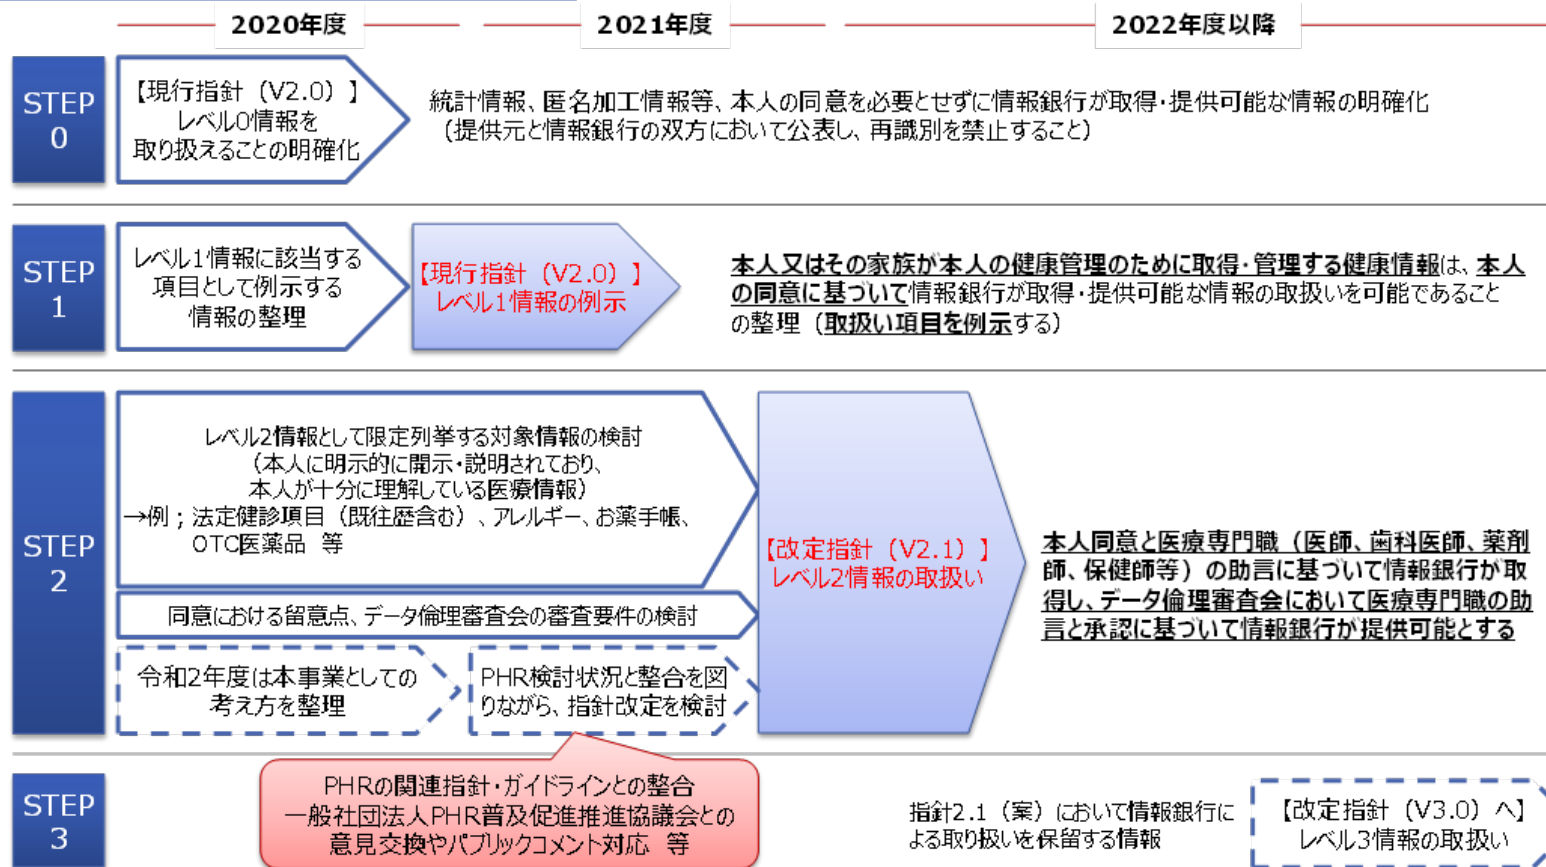 2020年度
2021年度
2022年度以降
STEP
0
【現行指針（V2.0）】
レベル0情報を
取り扱えることの明確化
統計情報、匿名加工情報等、本人の同意を必要とせずに情報銀行が取得・提供可能な情報の明確化
（提供元と情報銀行の双方において公表し、再識別を禁止すること）
STEP
1
レベル1情報に該当する
項目として例示する
情報の整理
【現行指針（V2.0）】
レベル1情報の例示
本人又はその家族が本人の健康管理のために取得・管理する健康情報は、本人
の同意に基づいて情報銀行が取得・提供可能な情報の取扱いを可能であること
の整理（取扱い項目を例示する）
STEP
2
レベル2情報として限定列挙する対象情報の検討
（本人に明示的に開示・説明されており、
本人が十分に理解している医療情報）
→例；法定健診項目（既往歴含む）、アレルギー、お薬手帳、
OTC医薬品 等
同意における留意点、データ倫理審査会の審査要件の検討
令和2年度は本事業としての
考え方を整理
PHR検討状況と整合を図
りながら、指針改定を検討
【改定指針（V2.1）】
レベル2情報の取扱い
本人同意と医療専門職（医師、歯科医師、薬剤
師、保健師等）の助言に基づいて情報銀行が取
得し、データ倫理審査会において医療専門職の助
言と承認に基づいて情報銀行が提供可能とする
STEP
3
PHRの関連指針・ガイドラインとの整合
一般社団法人PHR普及促進推進協議会との
意見交換やパブリックコメント対応 等
指針2.1（案）において情報銀行に
よる取り扱いを保留する情報
【改定指針（V3.0）へ】
レベル3情報の取扱い